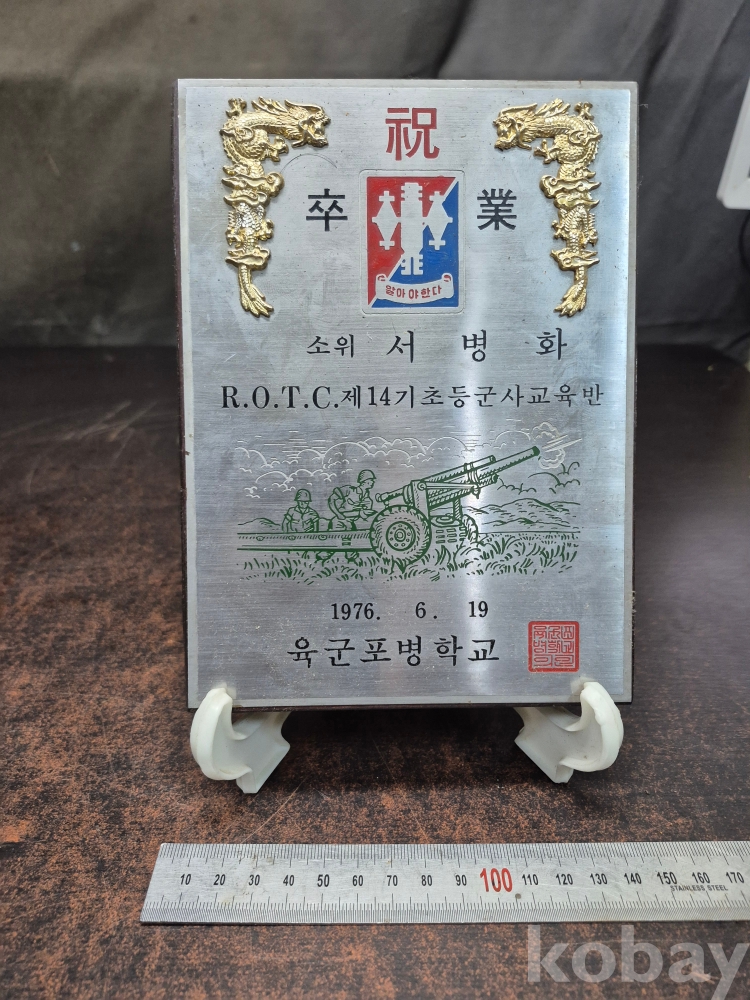 祝
卒 業
알아야한다
소위 서 병 화
R.O.T.C.제14기초등군사교육반
1976. 6. 19
육군포병학교
10 20 30 40 50 60 70 80 90 100 110 120 130 140 150 160 170
STAINLESS STEEL
kobay